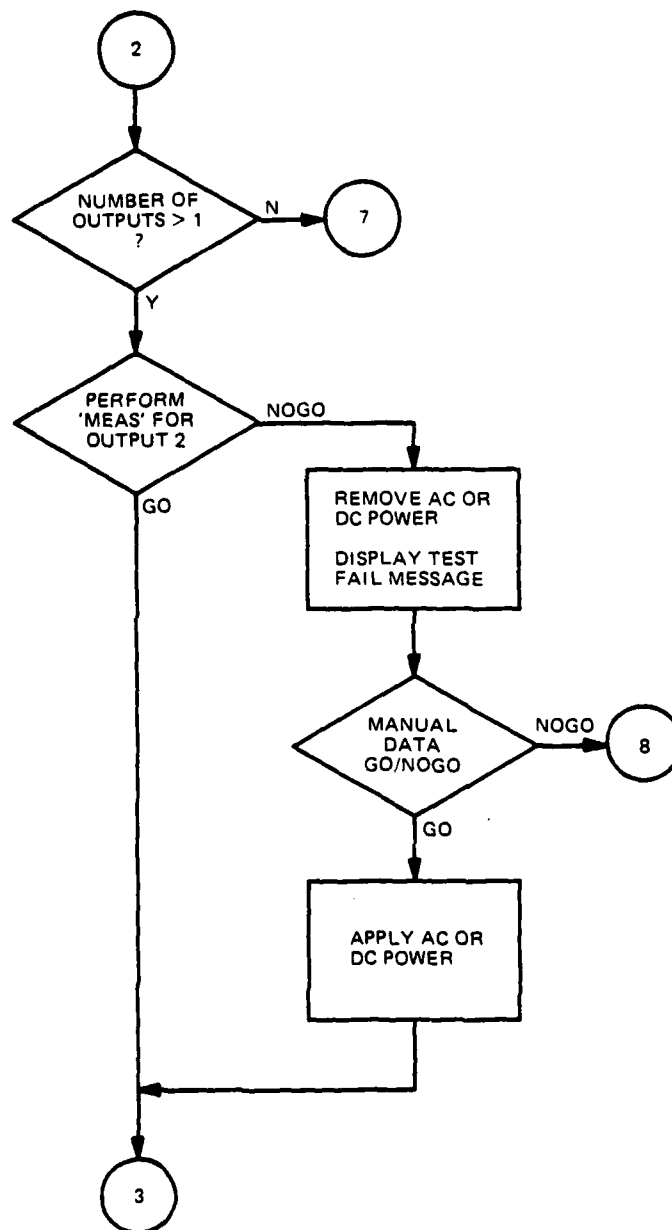 2
NUMBER OF
OUTPUTS > 1
?
N
7
Y
PERFORM
'MEAS' FOR
OUTPUT 2
NOGO
GO
REMOVE AC OR
DC POWER
DISPLAY TEST
FAIL MESSAGE
MANUAL
DATA
GO/NOGO
NOGO
8
GO
APPLY AC OR
DC POWER
3